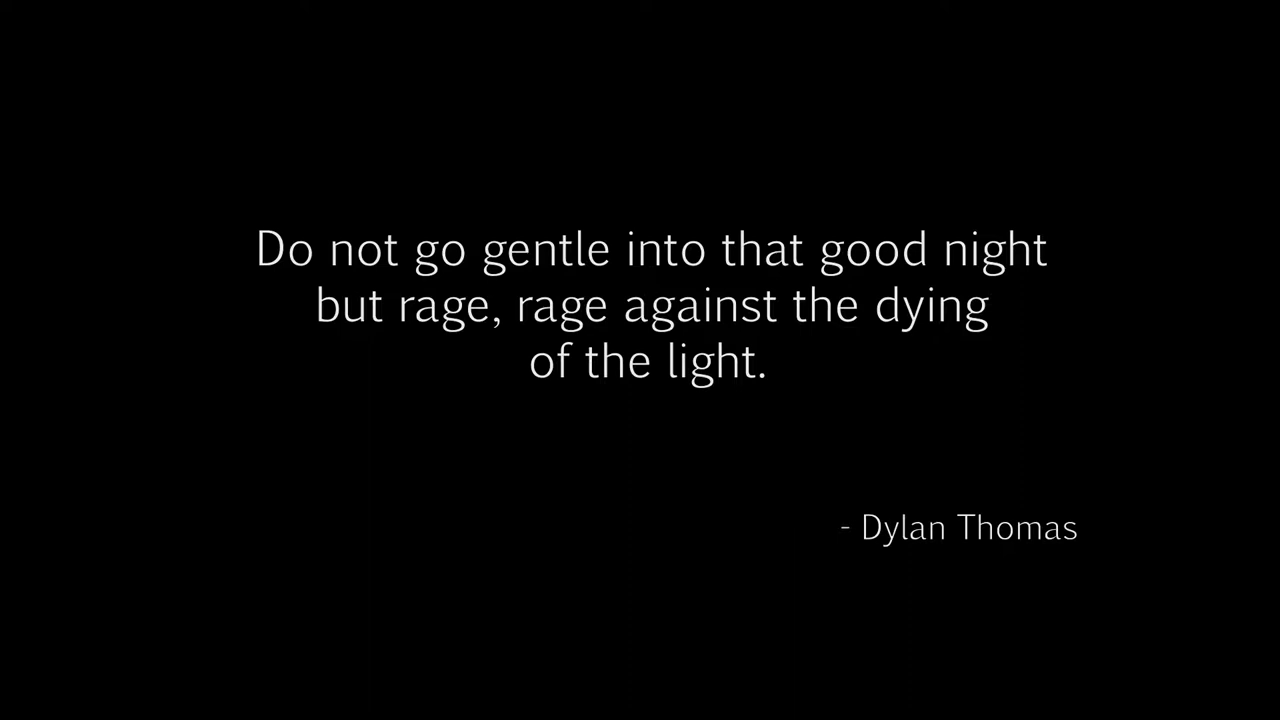 Do not go gentle into that good night
but rage, rage against the dying
of the light.
- Dylan Thomas